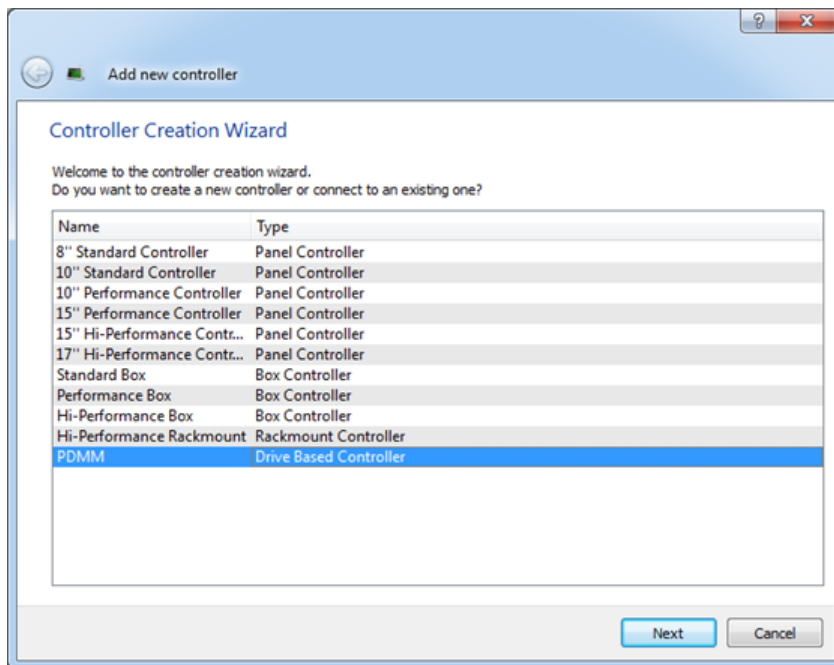 ?
Add new controller
Controller Creation Wizard
Welcome to the controller creation wizard.
Do you want to create a new controller or connect to an existing one?
Name Type
8" Standard Controller Panel Controller
10" Standard Controller Panel Controller
10" Performance Controller Panel Controller
15" Performance Controller Panel Controller
15" Hi-Performance Contr... Panel Controller
17" Hi-Performance Contr... Panel Controller
Standard Box Box Controller
Performance Box Box Controller
Hi-Performance Box Box Controller
Hi-Performance Rackmount Rackmount Controller
PDMM Drive Based Controller
Next Cancel